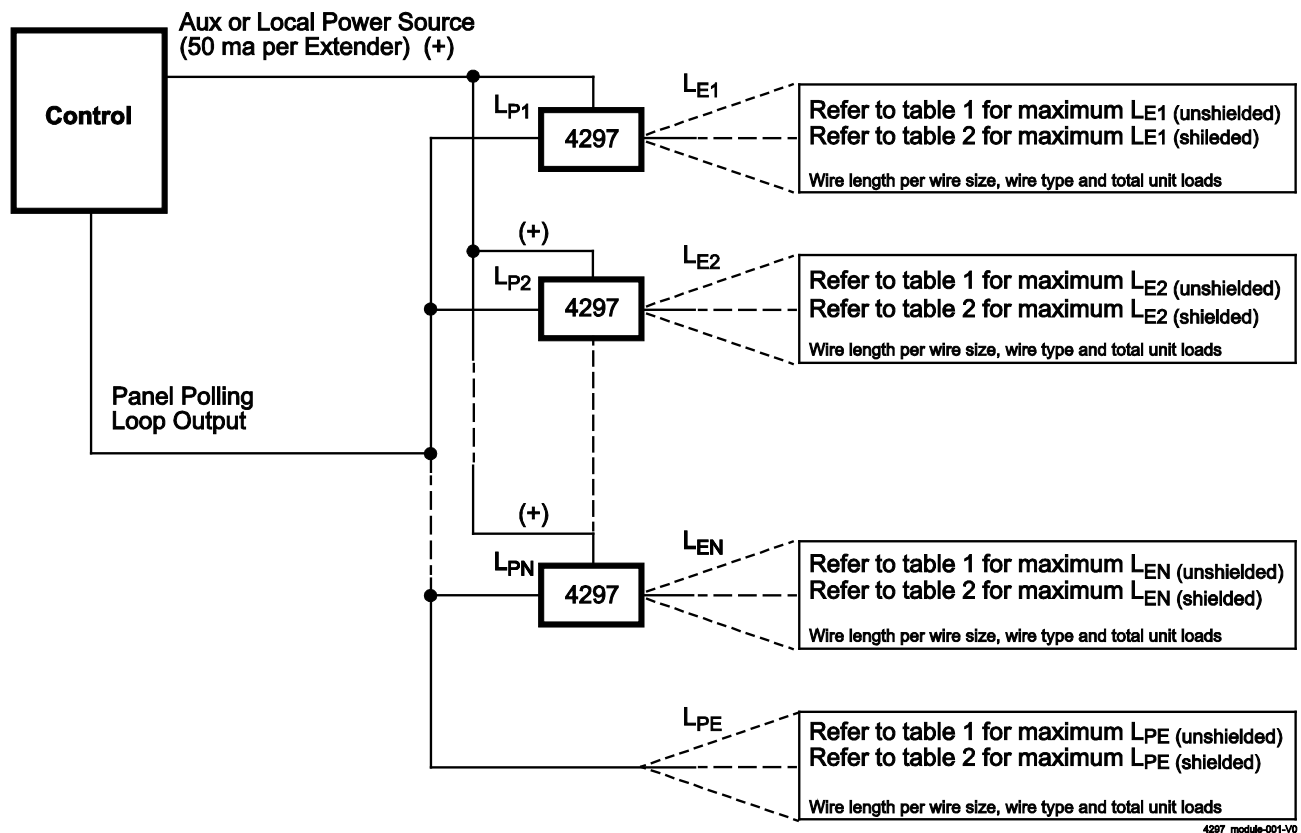 Aux or Local Power Source
(50 ma per Extender) (+)
Control
LP1
4297
LE1
Refer to table 1 for maximum LE1 (unshielded)
Refer to table 2 for maximum LE1 (shileded)
Wire length per wire size, wire type and total unit loads
(+)
LP2
4297
LE2
Refer to table 1 for maximum LE2 (unshielded)
Refer to table 2 for maximum LE2 (shielded)
Wire length per wire size, wire type and total unit loads
Panel Polling
Loop Output
(+)
LPN
4297
LEN
Refer to table 1 for maximum LEN (unshielded)
Refer to table 2 for maximum LEN (shielded)
Wire length per wire size, wire type and total unit loads
LPE
Refer to table 1 for maximum LPE (unshielded)
Refer to table 2 for maximum LPE (shielded)
Wire length per wire size, wire type and total unit loads
4297_module-001-V0